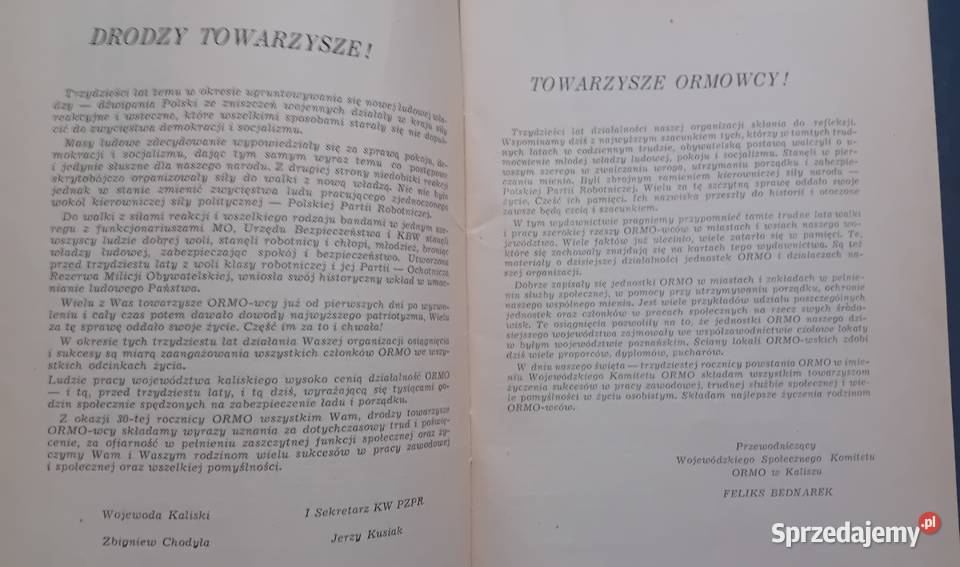 DRODZY TOWARZYSZE!
Trzydzieści lat temu w okresie ugruntowywania się nowej ludowej wła-
dzy — dźwigania Polski ze zniszczeń wojennych działały w kraju siły
reakcyjne i wsteczne, które wszelkimi sposobami starały się nie dopuś-
cić do zwycięstwa demokracji i socjalizmu.
Masy ludowe zdecydowanie wypowiedziały się za sprawą pokoju, de-
mokracji i socjalizmu, dając tym samym wyraz temu co postępowe
i jedynie słuszne dla naszego narodu. Z drugiej strony niedobitki reakcji
skrytobójczo organizowały siły do walki z nową władzą. Nic nie było
jednak w stanie zmienić zwycięstwa ludu pracującego zjednoczonego
wokół kierowniczej siły politycznej — Polskiej Partii Robotniczej.
Do walki z siłami reakcji i wszelkiego rodzaju bandami w jednym sze-
regu z funkcjonariuszami MO, Urzędu Bezpieczeństwa i KBW stanęli
wszyscy ludzie dobrej woli, stanęli robotnicy i chłopi, młodzież, broniąc
władzy ludowej, zabezpieczając spokój i bezpieczeństwo. Utworzona
przed trzydziestu laty z woli klasy robotniczej i jej Partii — Ochotnicza
Rezerwa Milicji Obywatelskiej, wniosła swój historyczny wkład w umac-
nianie ludowego Państwa.
Wielu z Was towarzysze ORMO-wcy już od pierwszych dni po wyzwo-
leniu i cały czas potem dawało dowody najwyższego patriotyzmu, Wielu
za tę sprawę oddało swoje życie. Cześć im za to i chwała!
W okresie tych trzydziestu lat działania Waszej organizacji osiągnięcia
i sukcesy są miarą zaangażowania wszystkich członków ORMO we wszy-
stkich odcinkach życia.
Ludzie pracy województwa kaliskiego wysoko cenią działalność ORMO
— i tą, przed trzydziestu laty, i tą dziś, wyrażającą się tysiącami go-
dzin społecznie spędzonych na zabezpieczenie ładu i porządku.
Z okazji 30-tej rocznicy ORMO wszystkim Wam, drodzy towarzysze
ORMO-wcy składamy wyrazy uznania za dotychczasowy trud i poświę-
cenie, za ofiarność w pełnieniu zaszczytnej funkcji społecznej oraz ży-
czymy Wam i Waszym rodzinom wielu sukcesów w pracy zawodowej
i społecznej oraz wszelkiej pomyślności.
Wojewoda Kaliski
I Sekretarz KW PZPR
Zbigniew Chodyła
Jerzy Kusiak
TOWARZYSZE ORMOWCY!
Trzydzieści lat działalności naszej organizacji skłania do refleksji.
Wspominamy dziś z najwyższym szacunkiem tych, którzy w tamtych trud-
nych latach w codziennym trudzie, obywatelską postawą walczyli o u-
mocnienie młodej władzy ludowej, pokoju i socjalizmu. Stanęli w pier-
wszym szeregu w zwalczaniu wroga, utrzymaniu porządku i zabezpie-
czaniu mienia. Byli zbrojnym ramieniem kierowniczej siły narodu —
Polskiej Partii Robotniczej. Wielu za tę szczytną sprawę oddało swoje
życie, Cześć ich pamięci. Ich nazwiska przeszły do historii i otoczone
zawsze będą czcią i szacunkiem.
W tym wydawnictwie pragniemy przypomnieć tamte trudne lata walki
i pracy szerokiej rzeszy ORMO-wców w miastach i wsiach naszego wo-
jewództwa. Wiele faktów już uleciało, wiele zatarło się w pamięci. Te,
które się zachowały znajdują się na kartach tego wydawnictwa. Są też
materiały o dzisiejszej działalności jednostek ORMO i działaczach na-
szej organizacji.
Dobrze zapisały się jednostki ORMO w miastach i zakładach w pełnie-
niu służby społecznej, w pomocy przy utrzymywaniu porządku, ochronie
naszego wspólnego mienia. Jest wiele przykładów udziału poszczególnych
jednostek oraz członków w pracach społecznych na rzecz swych środo-
wisk. Te osiągnięcia pozwoliły na to, że jednostki ORMO naszego dzi-
siejszego województwa zajmowały we współzawodnictwie czołowe lokaty
w byłym województwie poznańskim. Ściany lokali ORMO-wskich zdobi
dziś wiele proporców, dyplomów, pucharów.
W dniu naszego święta — trzydziestej rocznicy powstania ORMO w imie-
niu Wojewódzkiego Komitetu ORMO składam wszystkim towarzyszom
życzenia sukcesów w pracy zawodowej, trudnej służbie społecznej i wie-
le pomyślności w życiu osobistym. Składam najlepsze życzenia rodzinom
ORMO-wców.
Przewodniczący
Wojewódzkiego Społecznego Komitetu
ORMO w Kaliszu
FELIKS BEDNAREK
Sprzedajemy.pl